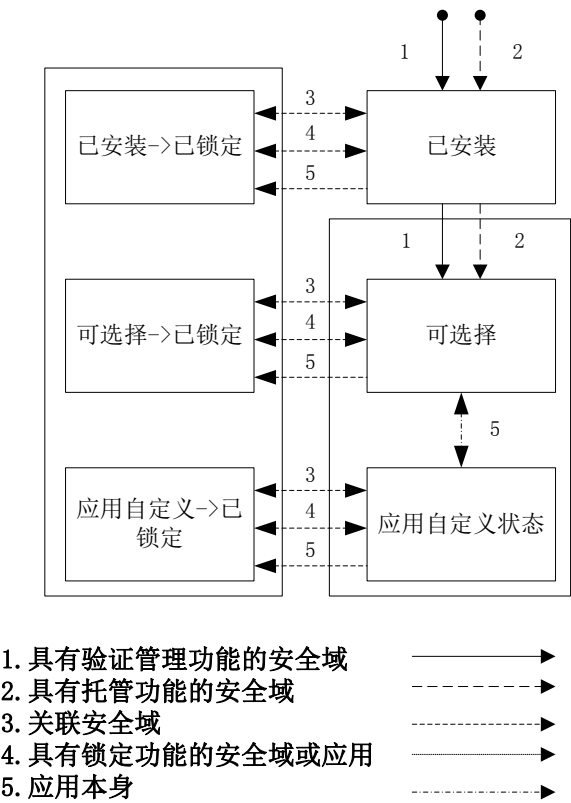 1
2
已安装->已锁定
3
4
5
已安装
1
2
可选择->已锁定
3
4
5
可选择
5
应用自定义->已
锁定
3
4
5
应用自定义状态
1.具有验证管理功能的安全域
2.具有托管功能的安全域
3.关联安全域
4.具有锁定功能的安全域或应用
5.应用本身